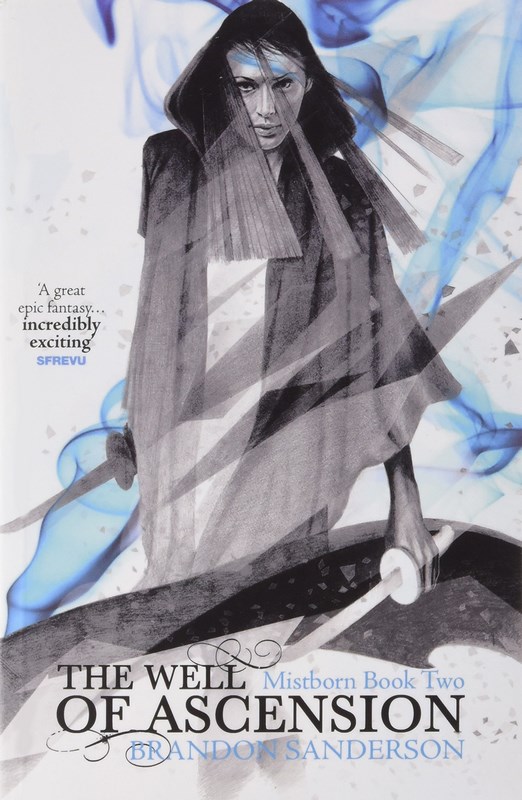 'A great
epic fantasy...
incredibly
exciting'
SFREVU
THE WELL
Mistborn Book Two
OF ASCENSION
BRANDON SANDERSON